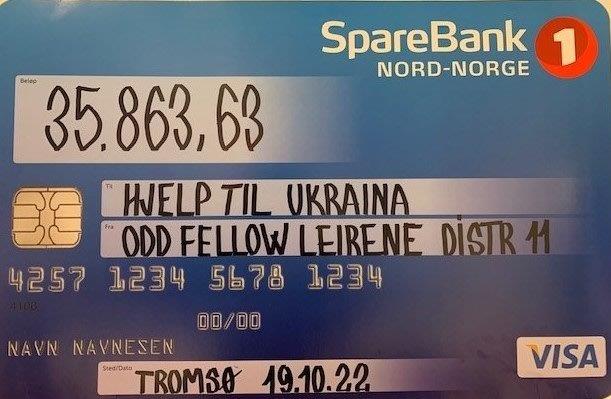 SpareBank 1
NORD-NORGE
Beløp
35.863,63
Til
HJELP TIL UKRAINA
Fra
ODD FELLOW LEIRENE DISTR 11
4257 1234 5678 1234
00/00
NAVN NAVNESEN
VISA
Sted/Dato
TROMSØ 19.10.22